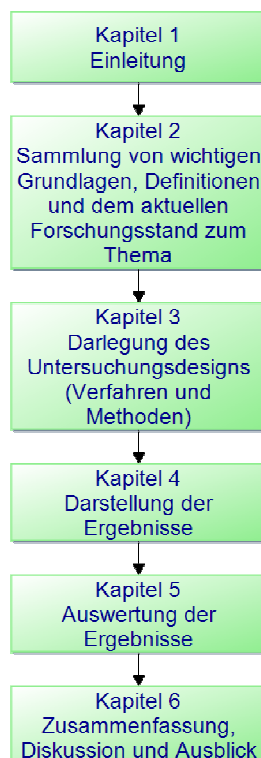 Kapitel 1
Einleitung
Kapitel 2
Sammlung von wichtigen
Grundlagen, Definitionen
und dem aktuellen
Forschungsstand zum
Thema
Kapitel 3
Darlegung des
Untersuchungsdesigns
(Verfahren und
Methoden)
Kapitel 4
Darstellung der
Ergebnisse
Kapitel 5
Auswertung der
Ergebnisse
Kapitel 6
Zusammenfassung,
Diskussion und Ausblick